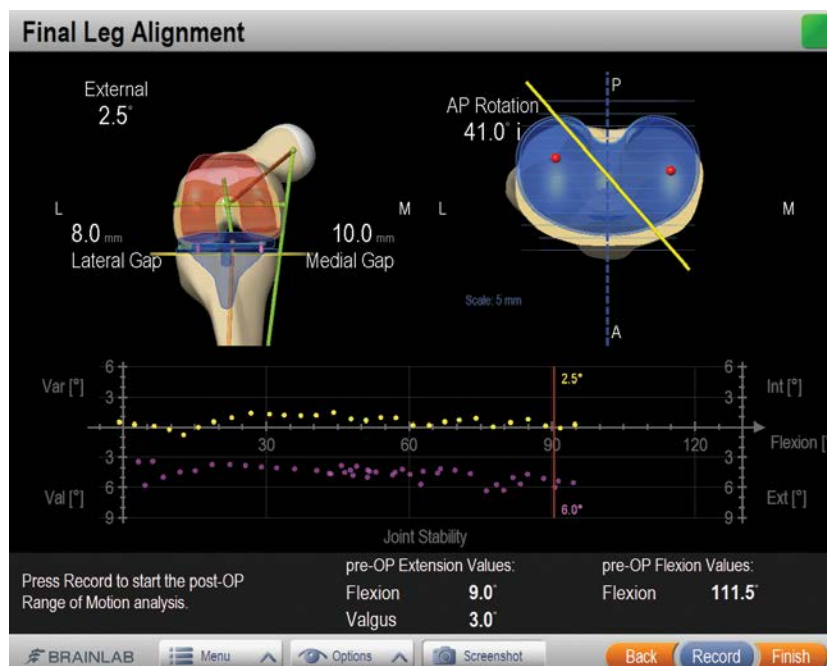 Final Leg Alignment
External
2.5°
L
M
8.0 mm
10.0 mm
Lateral Gap
Medial Gap
P
AP Rotation
41.0° i
L
M
Scale: 5 mm
A
6
3
3
6
9
Var [°]
Val [°]
30
60
90
120
2.5°
6.0°
6
3
3
6
9
Int [°]
Flexion [
Ext [°]
Joint Stability
Press Record to start the post-OP
Range of Motion analysis.
pre-OP Extension Values:
Flexion 9.0°
Valgus 3.0°
pre-OP Flexion Values:
Flexion 111.5°
BRAINLAB
Menu
Options
Screenshot
Back
Record
Finish